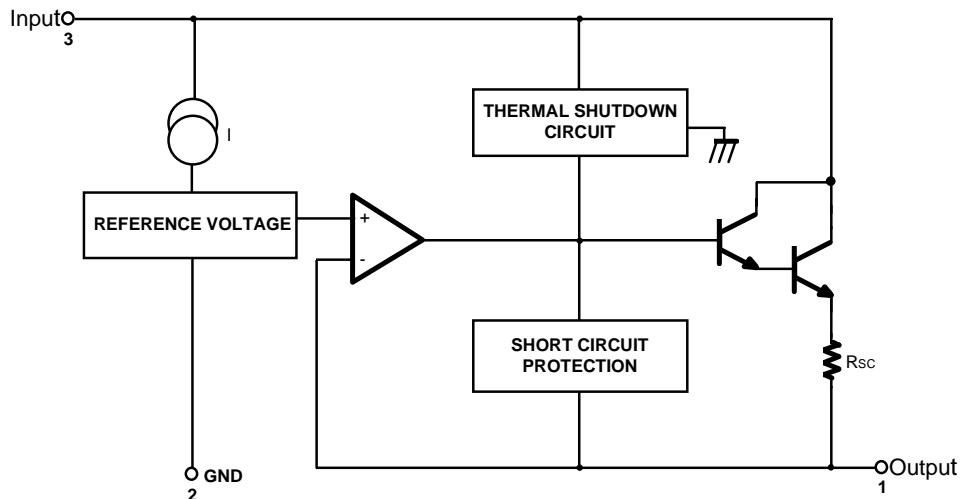 Input
3
THERMAL SHUTDOWN
CIRCUIT
I
REFERENCE VOLTAGE
+
-
SHORT CIRCUIT
PROTECTION
RSC
GND
2
Output
1